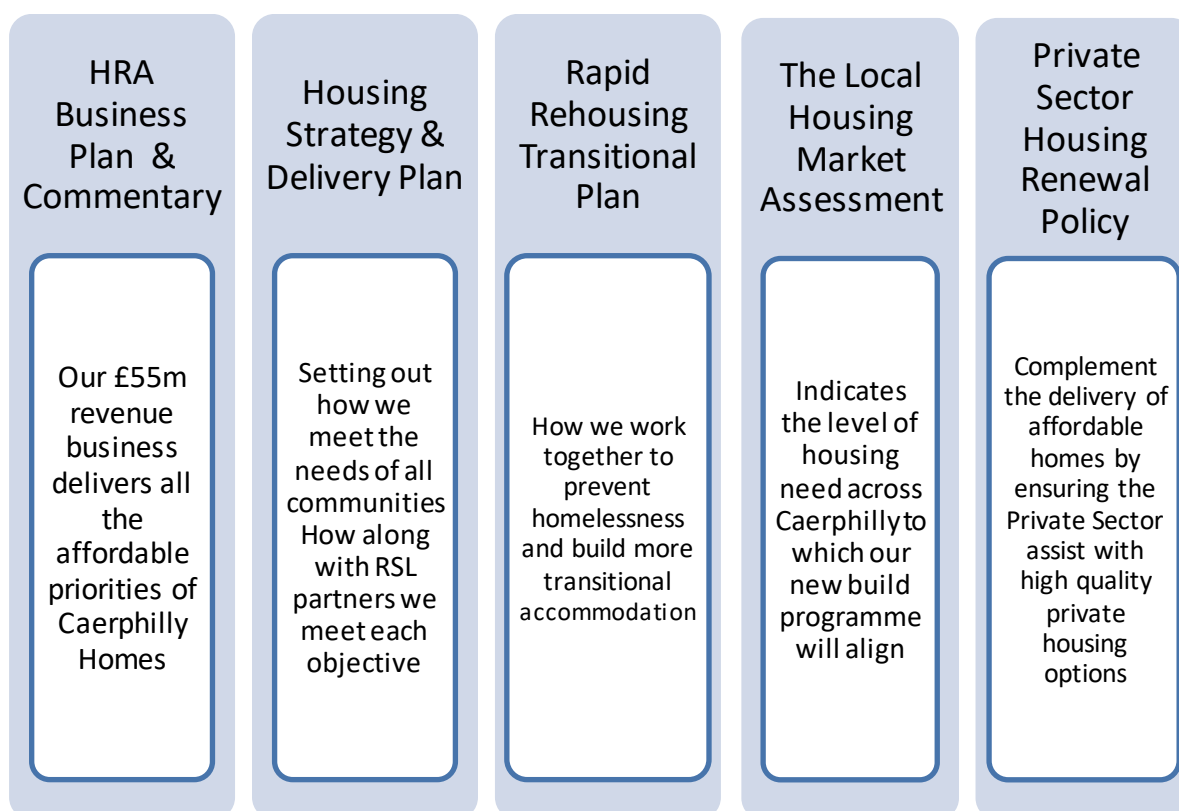 HRA
Business
Plan & 
Commentary
Our £55m
revenue
business
delivers all
the
affordable
priorities of
Caerphilly
Homes
Housing
Strategy &
Delivery Plan
Setting out
how we
meet the
needs of all
communities
How along
with RSL
partners we
meet each
objective
Rapid
Rehousing
Transitional
Plan
How we work
together to
prevent
homelessness
and build more
transitional
accommodation
The Local
Housing
Market
Assessment
Indicates
the level of
housing
need across
Caerphilly to
which our
new build
programme
will align
Private
Sector
Housing
Renewal
Policy
Complement
the delivery of
affordable
homes by
ensuring the
Private Sector
assist with
high quality
private
housing
options